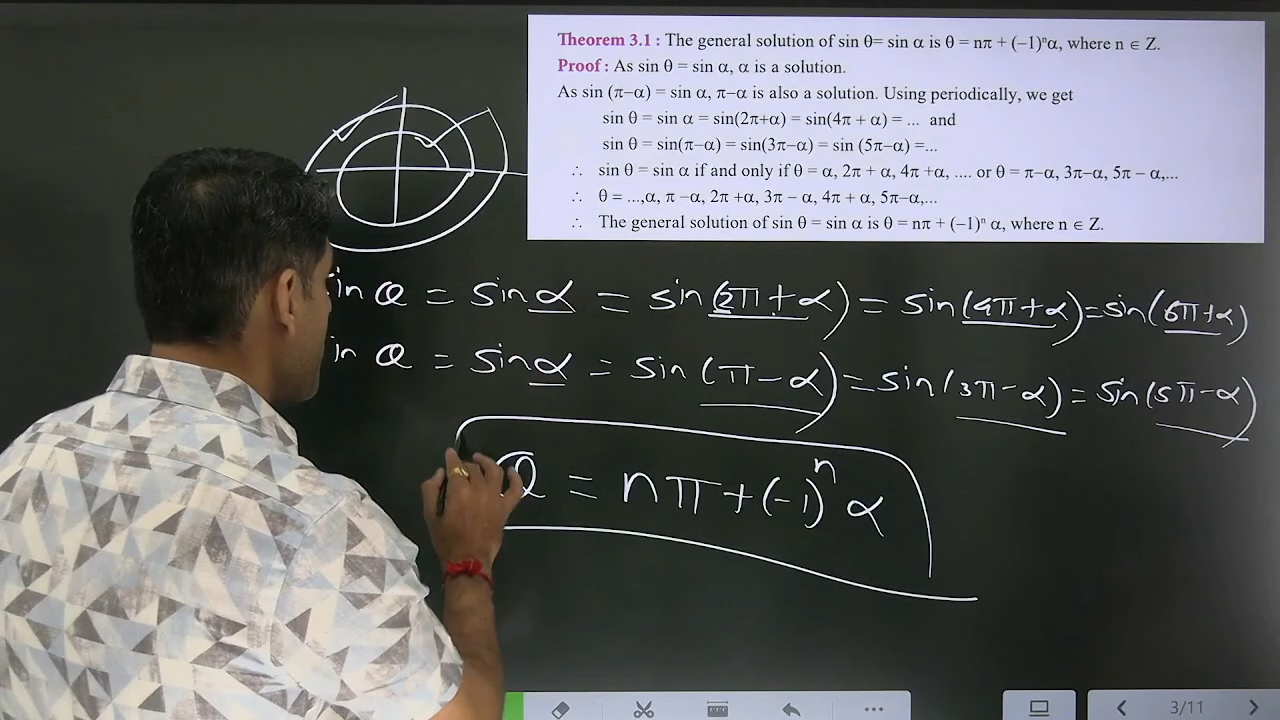 Theorem 3.1 : The general solution of sin θ= sin α is θ = nπ + (−1)ⁿα, where n ∈ Z.
Proof : As sin θ = sin α, α is a solution.
As sin (π−α) = sin α, π−α is also a solution. Using periodically, we get
sin θ = sin α = sin(2π+α) = sin(4π + α) = ... and
sin θ = sin(π−α) = sin(3π−α) = sin (5π−α) =...
∴ sin θ = sin α if and only if θ = α, 2π + α, 4π +α, .... or θ = π−α, 3π−α, 5π − α,...
∴ θ = ...,α, π −α, 2π +α, 3π − α, 4π + α, 5π−α,...
∴ The general solution of sin θ = sin α is θ = nπ + (−1)ⁿ α, where n ∈ Z.
in θ = sin α = sin(2π+α) = sin(4π+α) = sin(6π+α)
in θ = sin α = sin(π−α) = sin(3π−α) = sin(5π−α)
θ = nπ+(−1)ⁿ α
3/11